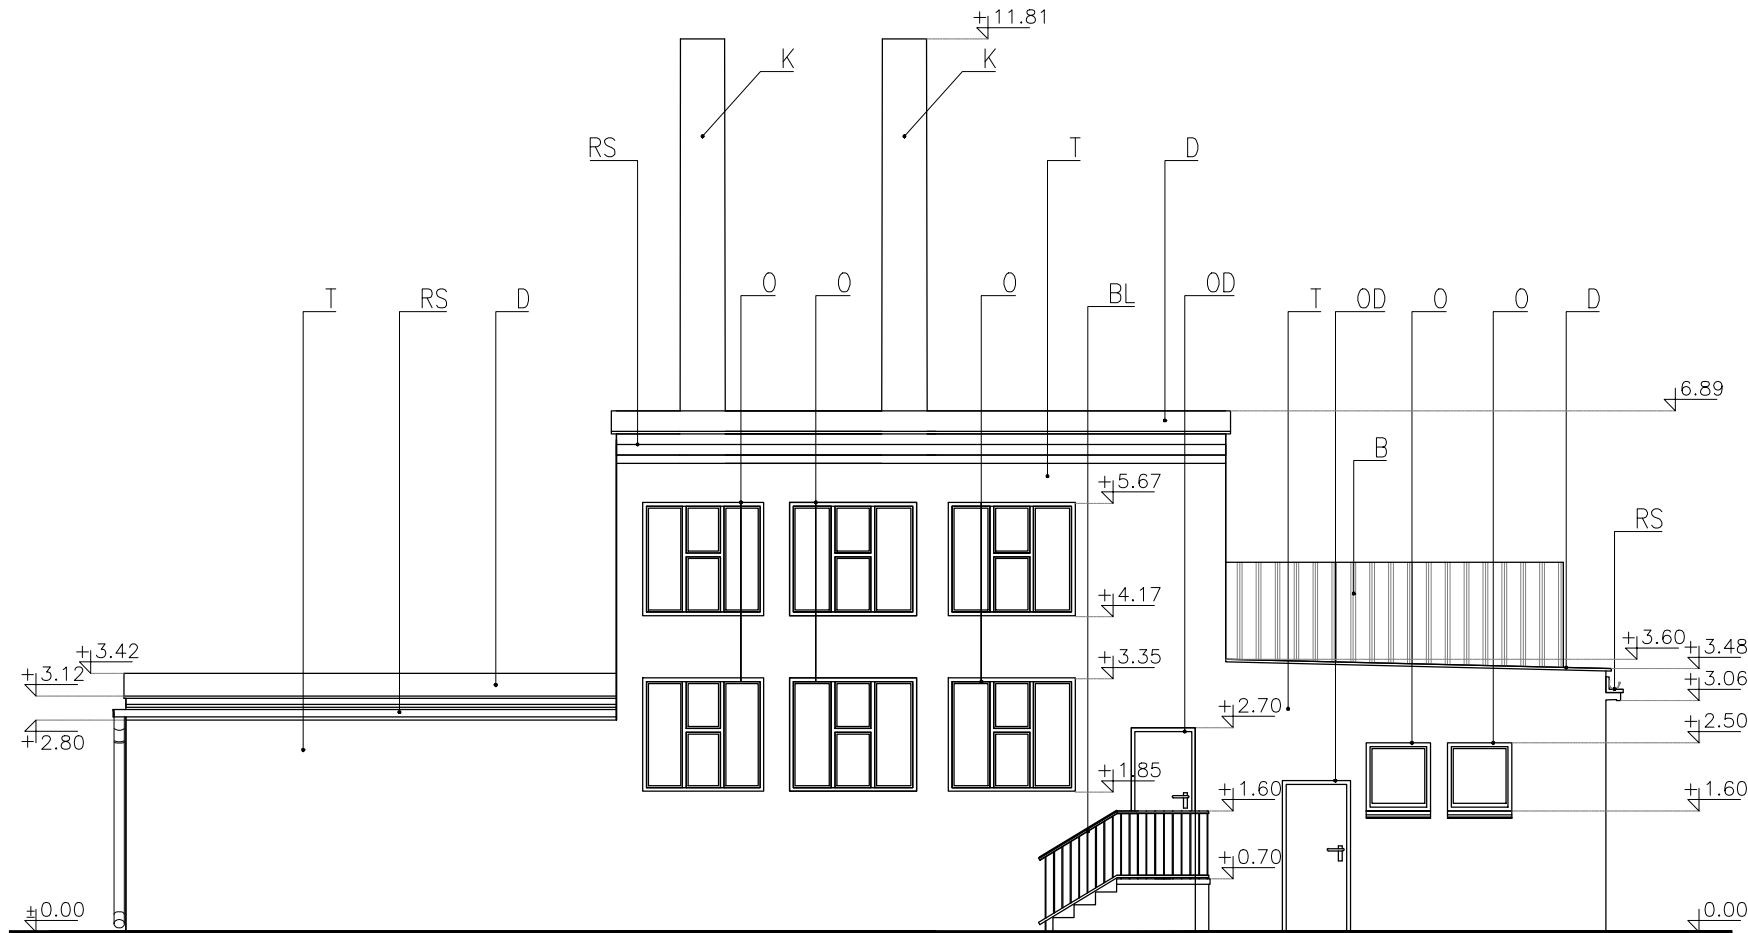 +11.81
K K
RS T D
O O O BL OD
T RS D T OD O O D
6.89
B
+5.67
RS
+4.17
+3.60 +3.48
+3.42 +3.35
+3.12 +3.06
+2.70
+2.80 +2.50
+1.85
+1.60 +1.60
+0.70
±0.00 0.00